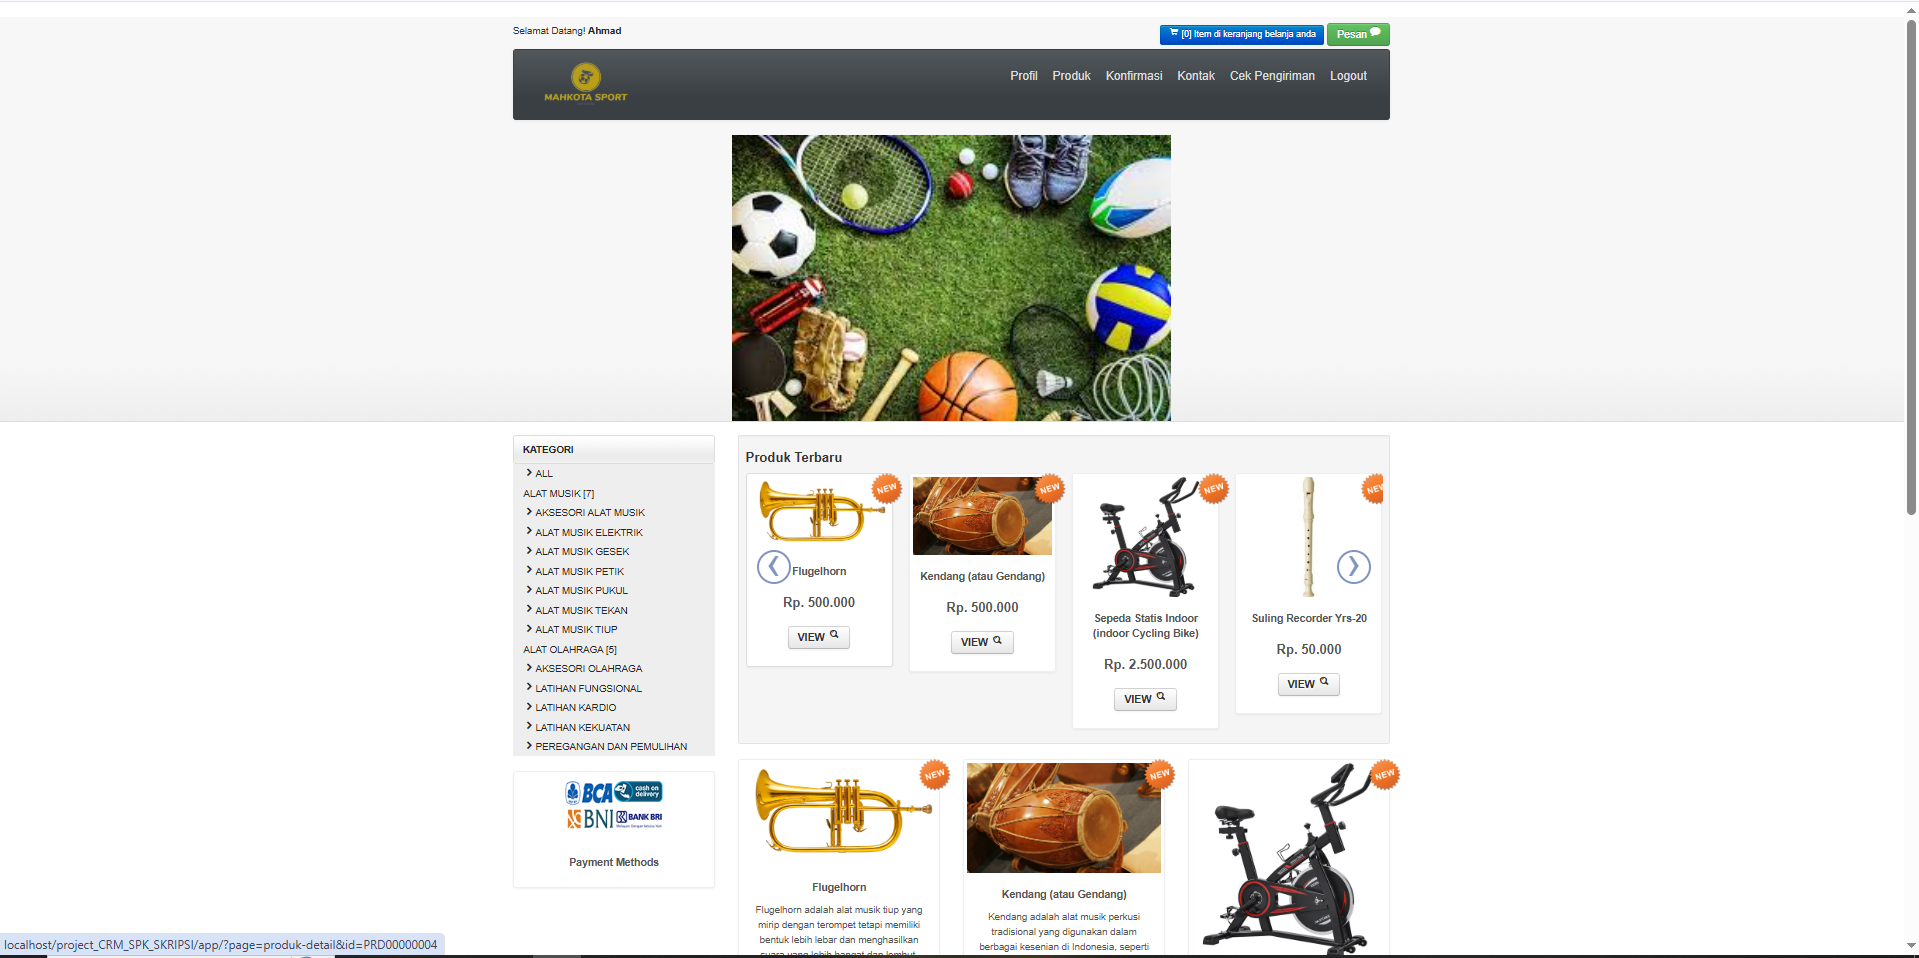 Selamat Datang! Ahmad
[0] Item di keranjang belanja anda
Pesan
MAHKOTA SPORT
Profil Produk Konfirmasi Kontak Cek Pengiriman Logout
KATEGORI
ALL
ALAT MUSIK [7]
AKSESORI ALAT MUSIK
ALAT MUSIK ELEKTRIK
ALAT MUSIK GESEK
ALAT MUSIK PETIK
ALAT MUSIK PUKUL
ALAT MUSIK TEKAN
ALAT MUSIK TIUP
ALAT OLAHRAGA [5]
AKSESORI OLAHRAGA
LATIHAN FUNGSIONAL
LATIHAN KARDIO
LATIHAN KEKUATAN
PEREGANGAN DAN PEMULIHAN
BCA cash on delivery
BNI BANK BRI
Payment Methods
Produk Terbaru
NEW
Flugelhorn
Rp. 500.000
VIEW
NEW
Kendang (atau Gendang)
Rp. 500.000
VIEW
NEW
Sepeda Statis Indoor
(indoor Cycling Bike)
Rp. 2.500.000
VIEW
NEW
Suling Recorder Yrs-20
Rp. 50.000
VIEW
NEW
Flugelhorn
Flugelhorn adalah alat musik tiup yang
mirip dengan terompet tetapi memiliki
bentuk lebih lebar dan menghasilkan
suara yang lebih hangat dan lembut
NEW
Kendang (atau Gendang)
Kendang adalah alat musik perkusi
tradisional yang digunakan dalam
berbagai kesenian di Indonesia, seperti
NEW
localhost/project_CRM_SPK_SKRIPSI/app/?page=produk-detail&id=PRD00000004